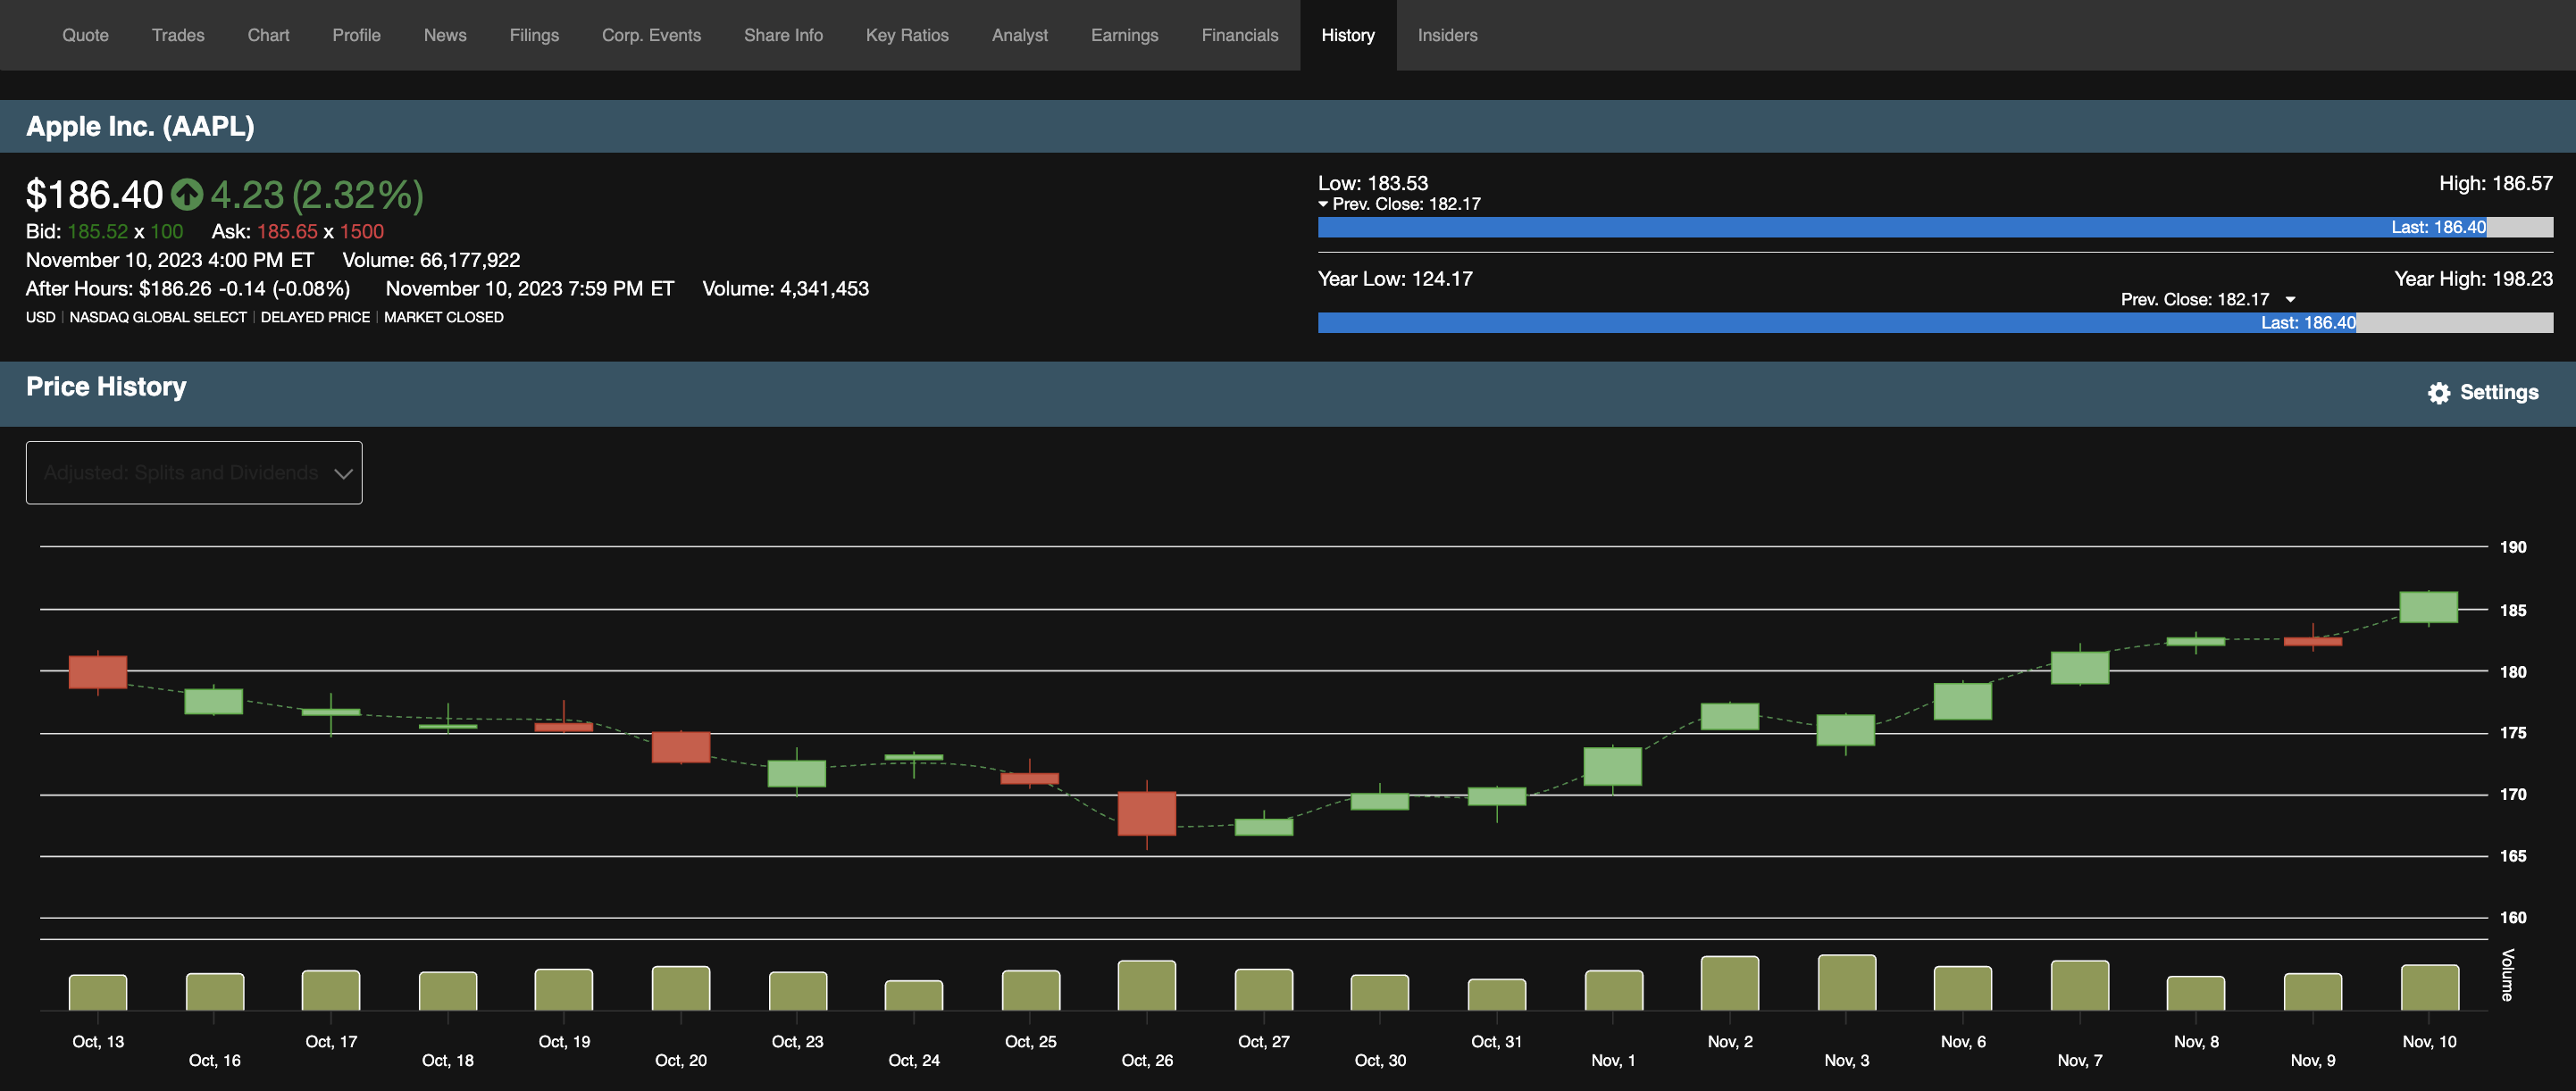 Quote Trades Chart Profile News Filings Corp. Events Share Info Key Ratios Analyst Earnings Financials History Insiders
Apple Inc. (AAPL)
$186.40 4.23 (2.32%)
Bid: 185.52 x 100 Ask: 185.65 x 1500
November 10, 2023 4:00 PM ET Volume: 66,177,922
After Hours: $186.26 -0.14 (-0.08%) November 10, 2023 7:59 PM ET Volume: 4,341,453
USD | NASDAQ GLOBAL SELECT | DELAYED PRICE | MARKET CLOSED
Low: 183.53 High: 186.57
Prev. Close: 182.17
Last: 186.40
Year Low: 124.17 Year High: 198.23
Prev. Close: 182.17
Last: 186.40
Price History Settings
Adjusted: Splits and Dividends
190
185
180
175
170
165
160
Volume
Oct, 13 Oct, 16 Oct, 17 Oct, 18 Oct, 19 Oct, 20 Oct, 23 Oct, 24 Oct, 25 Oct, 26 Oct, 27 Oct, 30 Oct, 31 Nov, 1 Nov, 2 Nov, 3 Nov, 6 Nov, 7 Nov, 8 Nov, 9 Nov, 10